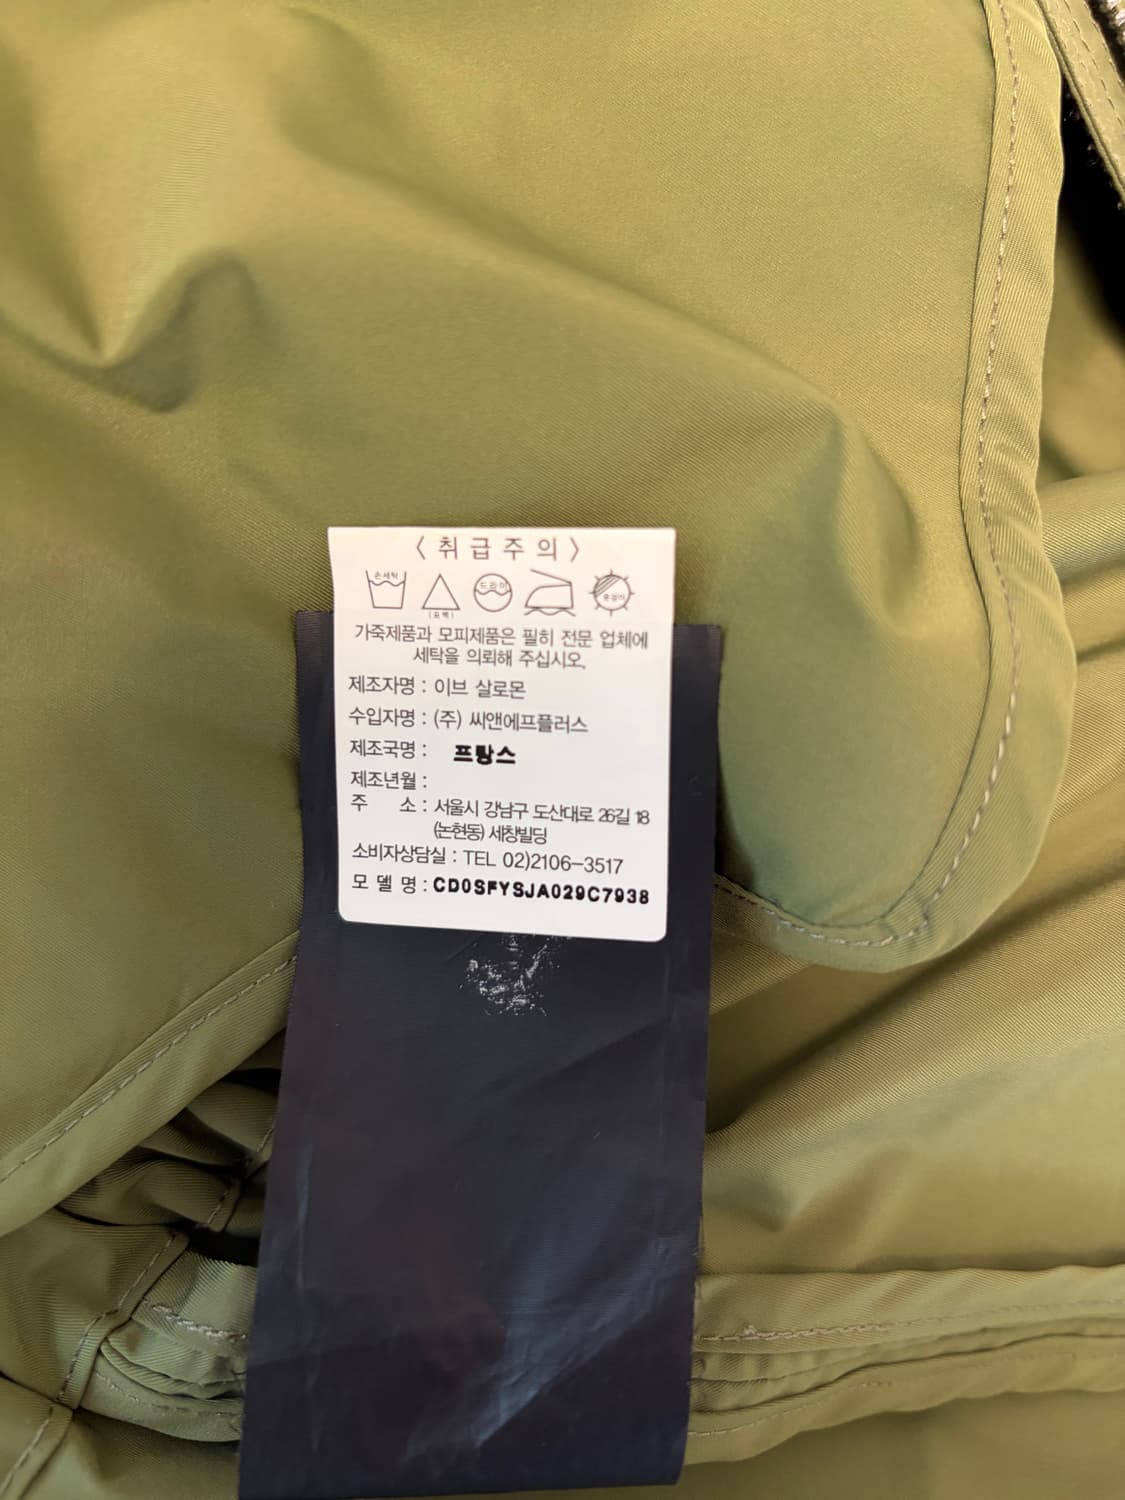 < 취 급 주 의 >
손세탁
드라이
옷걸이
(표백)
가죽제품과 모피제품은 필히 전문 업체에
세탁을 의뢰해 주십시오.
제조자명 : 이브 살로몬
수입자명 : (주) 씨앤에프플러스
제조국명 : 프랑스
제조년월 :
주 소 : 서울시 강남구 도산대로 26길 18
(논현동) 세창빌딩
소비자상담실 : TEL 02)2106-3517
모 델 명 : CD0SFYSJA029C7938